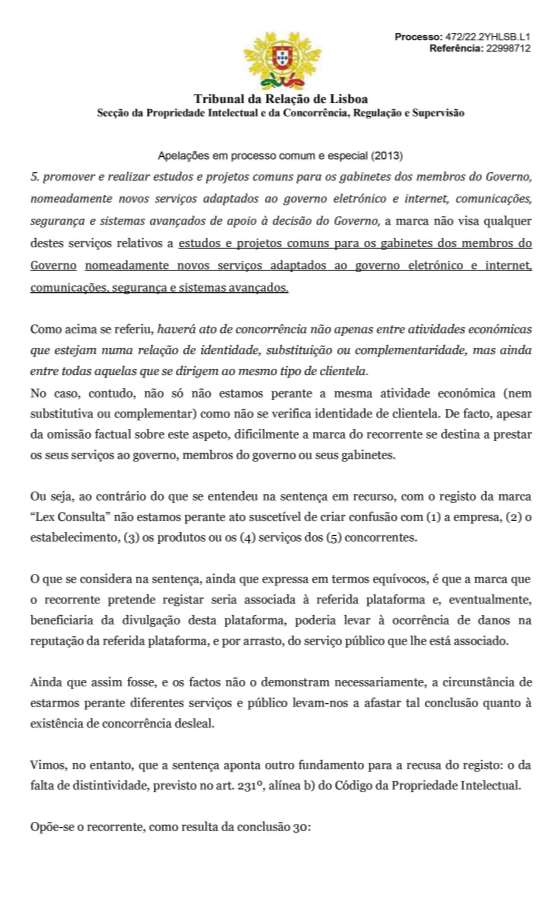 Processo: 472/22.2YHLSB.L1
Referência: 22998712
Tribunal da Relação de Lisboa
Secção da Propriedade Intelectual e da Concorrência, Regulação e Supervisão
Apelações em processo comum e especial (2013)
5. promover e realizar estudos e projetos comuns para os gabinetes dos membros do Governo,
nomeadamente novos serviços adaptados ao governo eletrónico e internet, comunicações,
segurança e sistemas avançados de apoio à decisão do Governo, a marca não visa qualquer
destes serviços relativos a estudos e projetos comuns para os gabinetes dos membros do
Governo nomeadamente novos serviços adaptados ao governo eletrónico e internet,
comunicações, segurança e sistemas avançados.
Como acima se referiu, haverá ato de concorrência não apenas entre atividades económicas
que estejam numa relação de identidade, substituição ou complementaridade, mas ainda
entre todas aquelas que se dirigem ao mesmo tipo de clientela.
No caso, contudo, não só não estamos perante a mesma atividade económica (nem
substitutiva ou complementar) como não se verifica identidade de clientela. De facto, apesar
da omissão factual sobre este aspeto, dificilmente a marca do recorrente se destina a prestar
os seus serviços ao governo, membros do governo ou seus gabinetes.
Ou seja, ao contrário do que se entendeu na sentença em recurso, com o registo da marca
“Lex Consulta” não estamos perante ato suscetível de criar confusão com (1) a empresa, (2) o
estabelecimento, (3) os produtos ou os (4) serviços dos (5) concorrentes.
O que se considera na sentença, ainda que expressa em termos equívocos, é que a marca que
o recorrente pretende registar seria associada à referida plataforma e, eventualmente,
beneficiaria da divulgação desta plataforma, poderia levar à ocorrência de danos na
reputação da referida plataforma, e por arrasto, do serviço público que lhe está associado.
Ainda que assim fosse, e os factos não o demonstram necessariamente, a circunstância de
estarmos perante diferentes serviços e público levam-nos a afastar tal conclusão quanto à
existência de concorrência desleal.
Vimos, no entanto, que a sentença aponta outro fundamento para a recusa do registo: o da
falta de distintividade, previsto no art. 231º, alínea b) do Código da Propriedade Intelectual.
Opõe-se o recorrente, como resulta da conclusão 30: